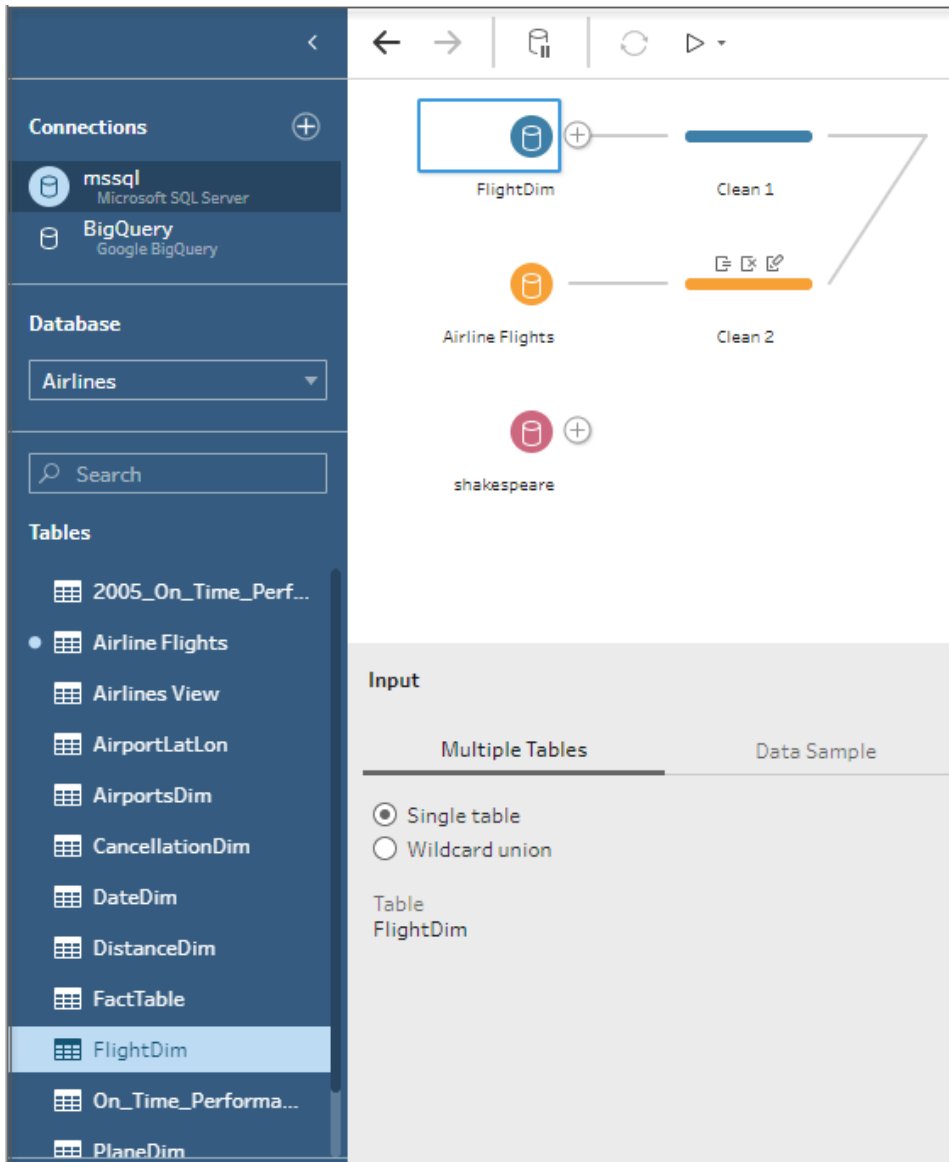 Connections
mssql
Microsoft SQL Server
BigQuery
Google BigQuery
Database
Airlines
Search
Tables
2005_On_Time_Perf...
Airline Flights
Airlines View
AirportLatLon
AirportsDim
CancellationDim
DateDim
DistanceDim
FactTable
FlightDim
On_Time_Performa...
PlaneDim
FlightDim
Clean 1
Airline Flights
Clean 2
shakespeare
Input
Multiple Tables
Data Sample
Single table
Wildcard union
Table
FlightDim